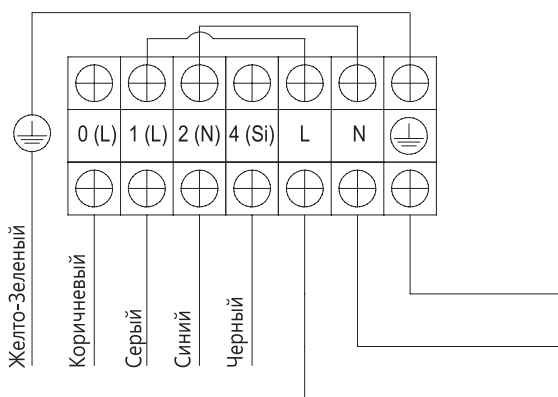 0 (L) 1 (L) 2 (N) 4 (Si) L N
Желто-Зеленый
Коричневый
Серый
Синий
Черный